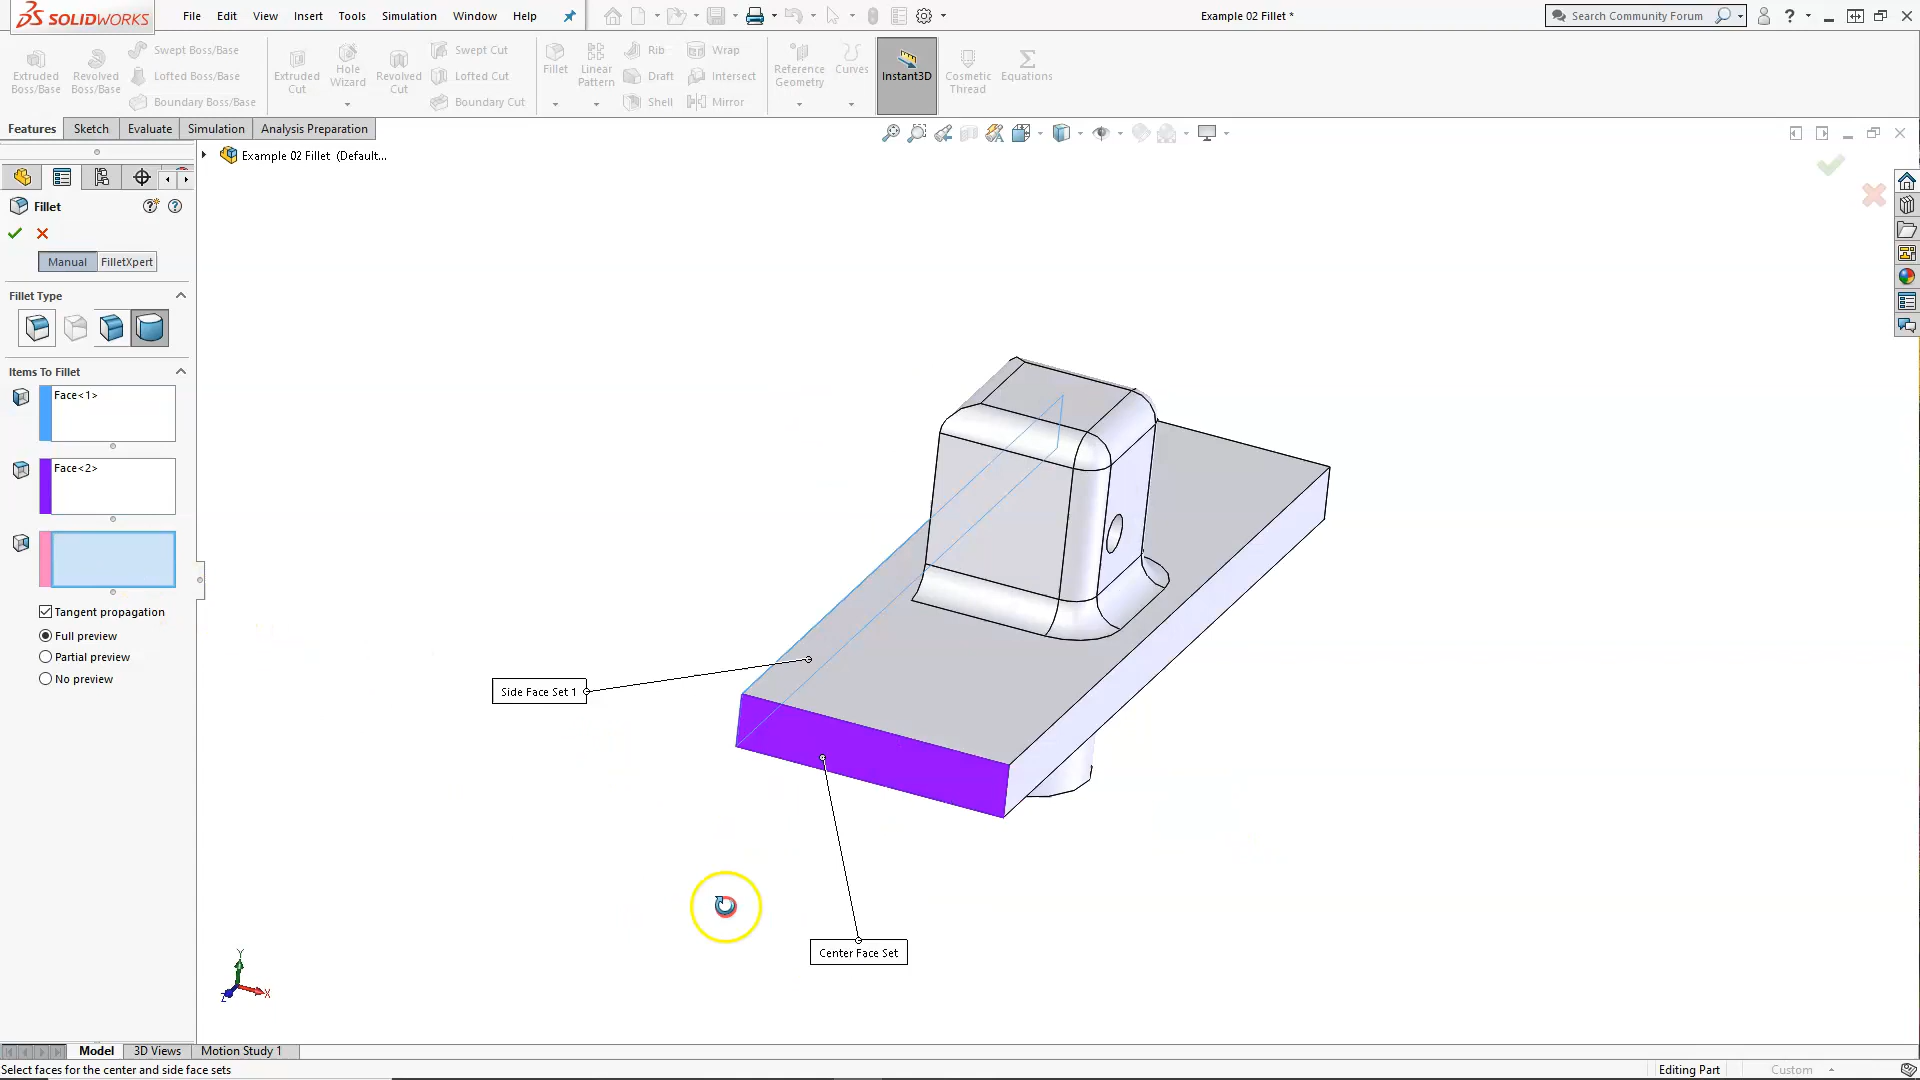 SOLIDWORKS
File Edit View Insert Tools Simulation Window Help
Example 02 Fillet *
Search Community Forum
Extruded Boss/Base
Revolved Boss/Base
Swept Boss/Base
Lofted Boss/Base
Boundary Boss/Base
Extruded Cut
Hole Wizard
Revolved Cut
Swept Cut
Lofted Cut
Boundary Cut
Fillet
Linear Pattern
Rib
Draft
Shell
Wrap
Intersect
Mirror
Reference Geometry
Curves
Instant3D
Cosmetic Thread
Equations
Features Sketch Evaluate Simulation Analysis Preparation
Example 02 Fillet (Default...
Fillet
Manual FilletXpert
Fillet Type
Items To Fillet
Face<1>
Face<2>
Tangent propagation
Full preview
Partial preview
No preview
Side Face Set 1
Center Face Set
Y
Z
X
Model 3D Views Motion Study 1
Select faces for the center and side face sets
Editing Part Custom